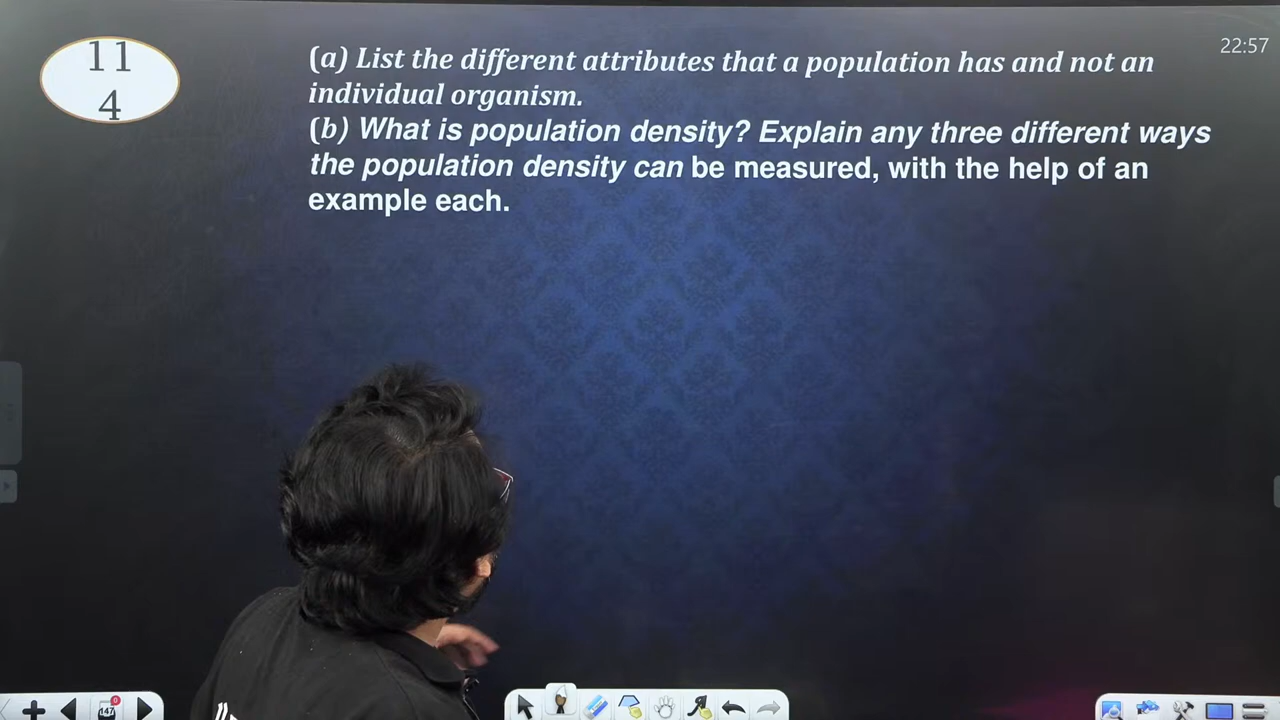 11
4
22:57
(a) List the different attributes that a population has and not an
individual organism.
(b) What is population density? Explain any three different ways
the population density can be measured, with the help of an
example each.
147